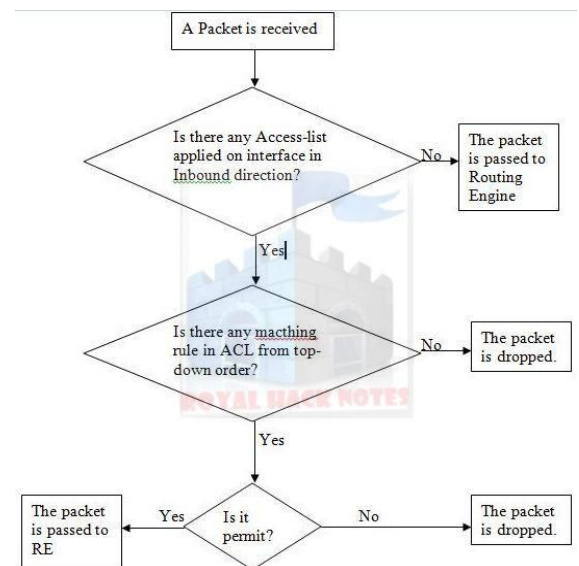 A Packet is received
Is there any Access-list
applied on interface in
Inbound direction?
No
The packet
is passed to
Routing
Engine
Yes
Is there any macthing
rule in ACL from top-
down order?
No
The packet
is dropped.
ROYAL HACK NOTES
Yes
The packet
is passed to
RE
Yes
Is it
permit?
No
The packet
is dropped.